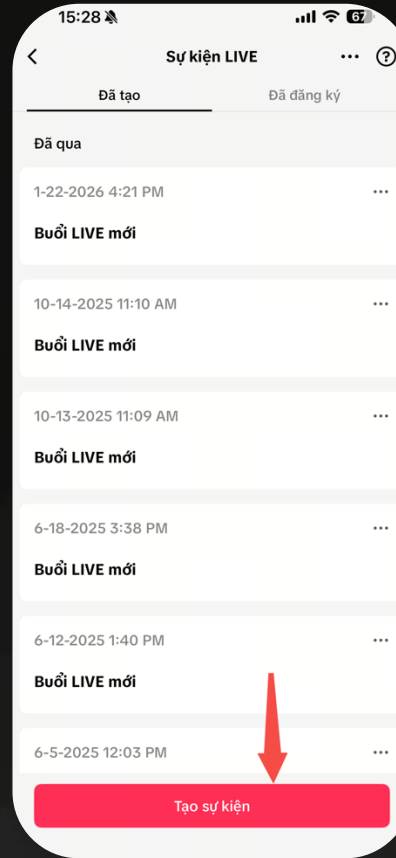 15:28
67
Sự kiện LIVE
Đã tạo
Đã đăng ký
Đã qua
1-22-2026 4:21 PM
Buổi LIVE mới
10-14-2025 11:10 AM
Buổi LIVE mới
10-13-2025 11:09 AM
Buổi LIVE mới
6-18-2025 3:38 PM
Buổi LIVE mới
6-12-2025 1:40 PM
Buổi LIVE mới
6-5-2025 12:03 PM
Tạo sự kiện